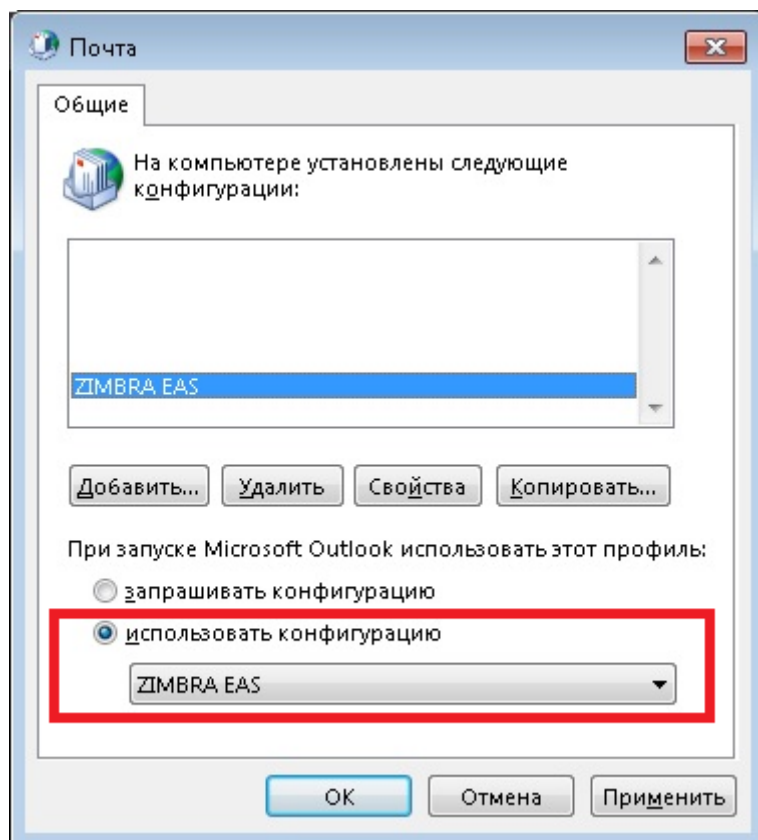 Почта
Общие
На компьютере установлены следующие
конфигурации:
ZIMBRA EAS
Добавить... Удалить Свойства Копировать...
При запуске Microsoft Outlook использовать этот профиль:
запрашивать конфигурацию
использовать конфигурацию
ZIMBRA EAS
OK Отмена Применить